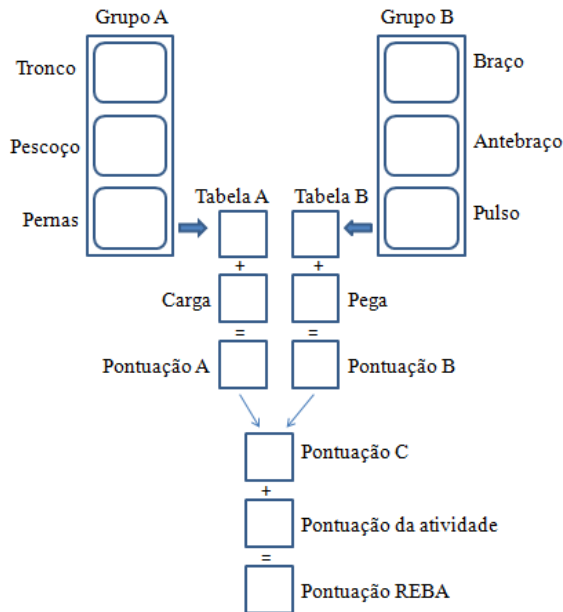 Grupo A
Grupo B
Tronco
Pescoço
Pernas
Braço
Antebraço
Pulso
Tabela A
Tabela B
+
+
Carga
Pega
=
=
Pontuação A
Pontuação B
Pontuação C
+
Pontuação da atividade
=
Pontuação REBA